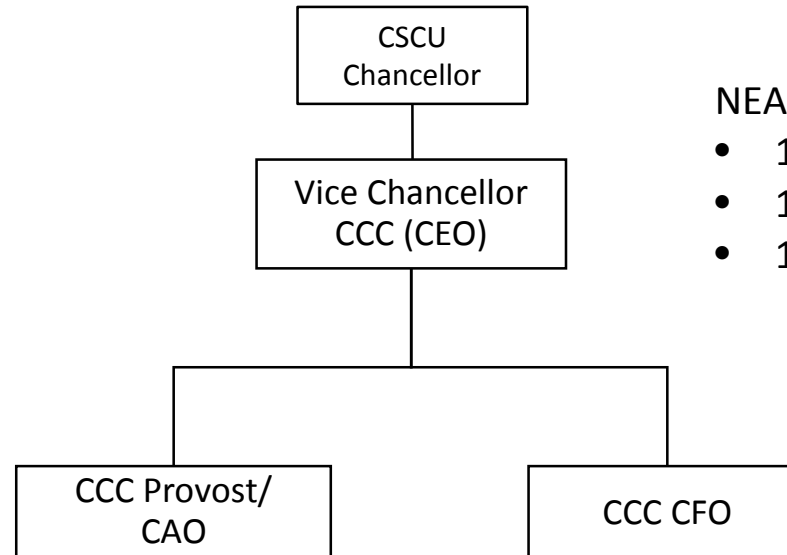 CSCU
Chancellor
NEA
• 1
Vice Chancellor
• 1
CCC (CEO)
• 1
CCC Provost/
CAO
CCC CFO